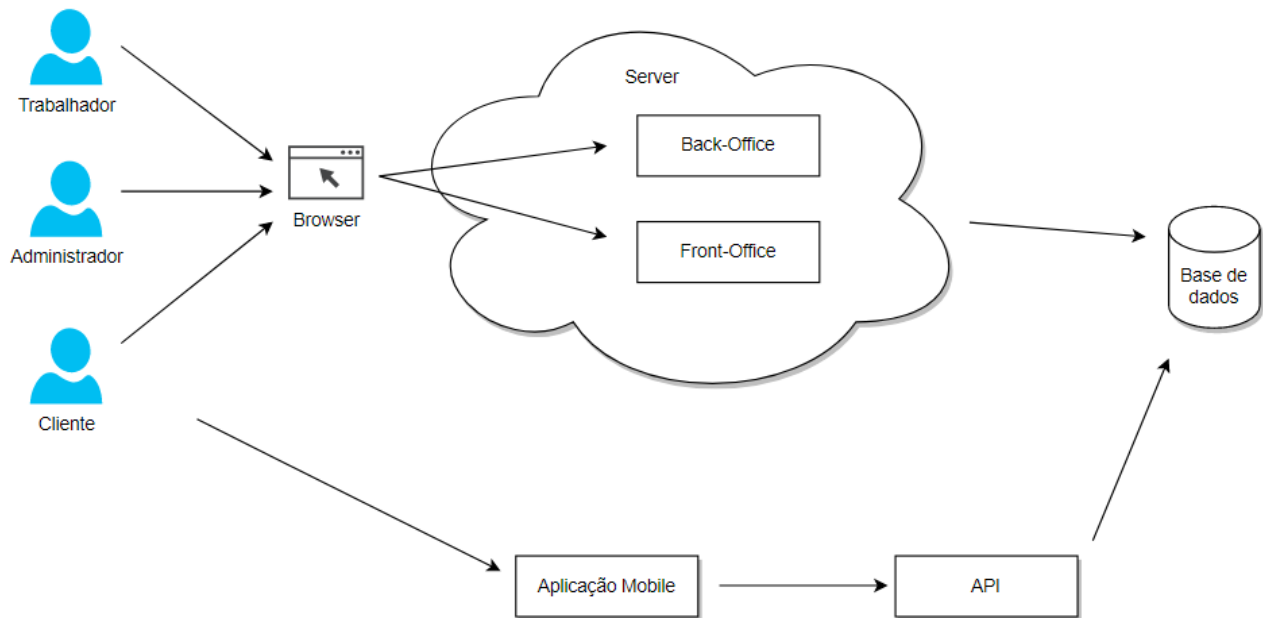 Trabalhador
Administrador
Cliente
Browser
Server
Back-Office
Front-Office
Base de
dados
Aplicação Mobile
API